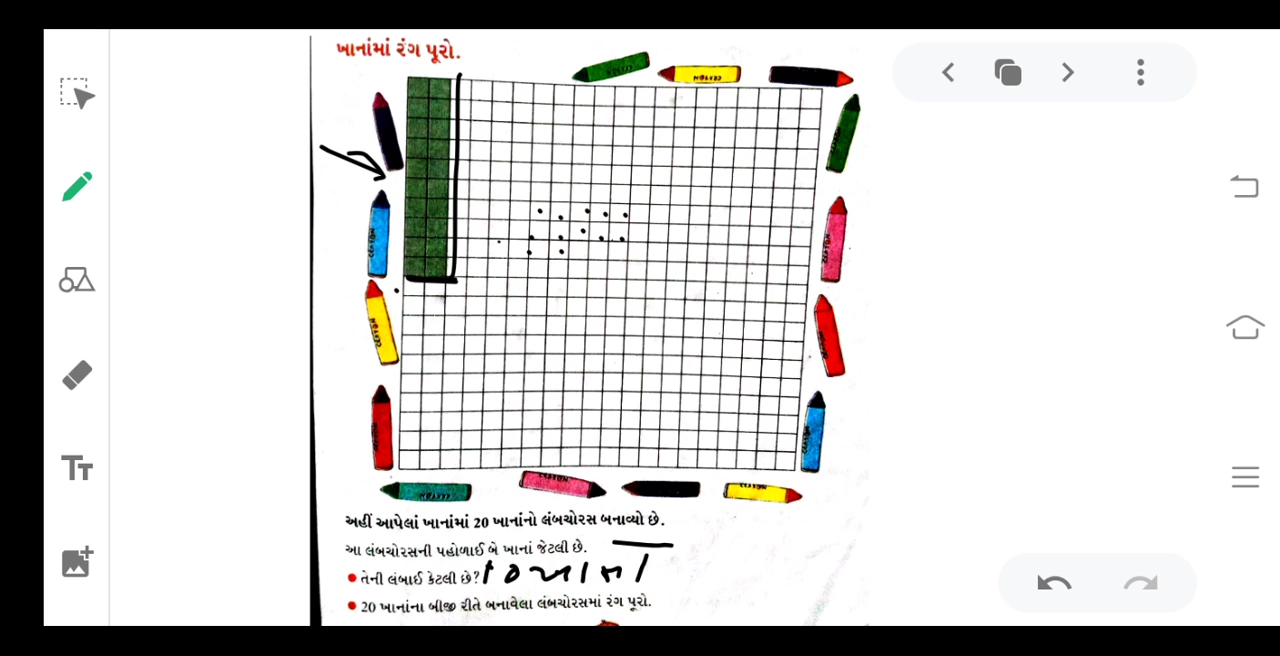 ખાનાંમાં રંગ પૂરો.
અહીં આપેલાં ખાનાંમાં 20 ખાનાંનો લંબચોરસ બનાવ્યો છે.
આ લંબચોરસની પહોળાઈ બે ખાનાં જેટલી છે.
તેની લંબાઈ કેટલી છે? 10 ખાના
20 ખાનાંના બીજી રીતે બનાવેલા લંબચોરસમાં રંગ પૂરો.